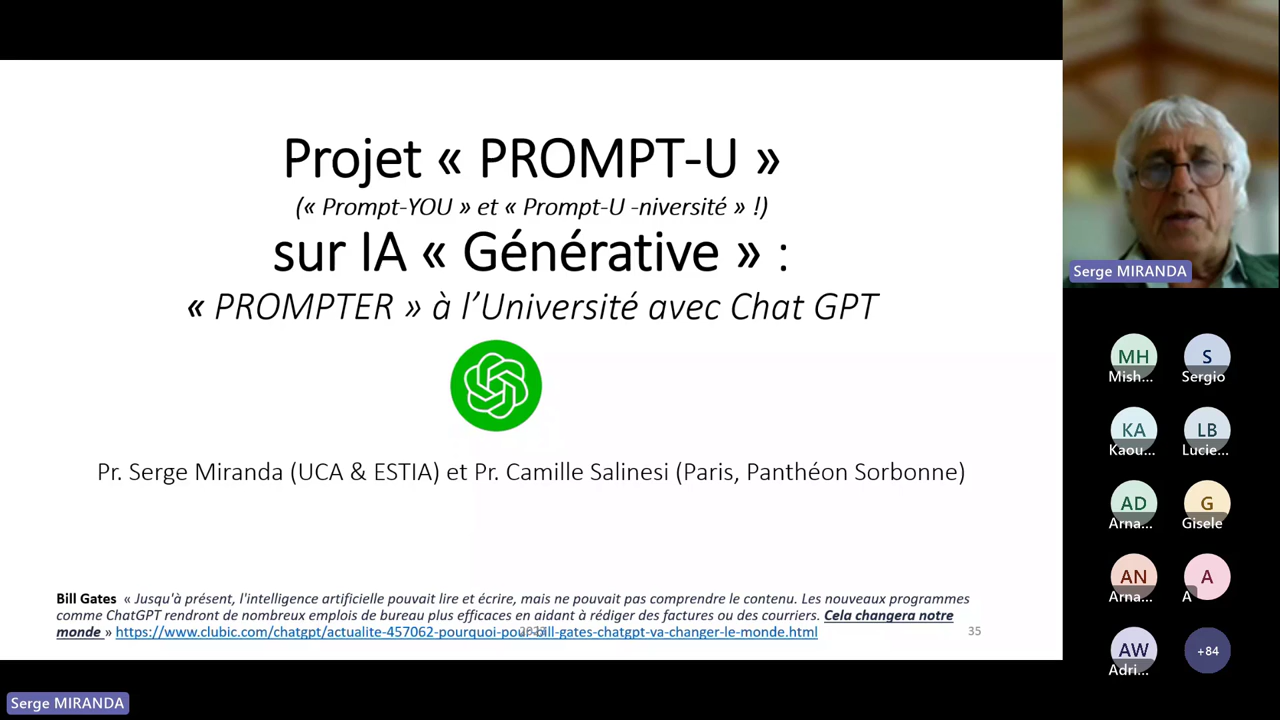 Projet « PROMPT-U »
(« Prompt-YOU » et « Prompt-U -niversité » !)
sur IA « Générative » :
« PROMPTER » à l’Université avec Chat GPT
Pr. Serge Miranda (UCA & ESTIA) et Pr. Camille Salinesi (Paris, Panthéon Sorbonne)
Bill Gates « Jusqu'à présent, l'intelligence artificielle pouvait lire et écrire, mais ne pouvait pas comprendre le contenu. Les nouveaux programmes
comme ChatGPT rendront de nombreux emplois de bureau plus efficaces en aidant à rédiger des factures ou des courriers. Cela changera notre
monde » https://www.clubic.com/chatgpt/actualite-457062-pourquoi-pour-bill-gates-chatgpt-va-changer-le-monde.html
35
Serge MIRANDA
MH
Mish...
S
Sergio
KA
Kaou...
LB
Lucie...
AD
Arna...
G
Gisele
AN
Arna...
A
A
AW
Adri...
+84
Serge MIRANDA